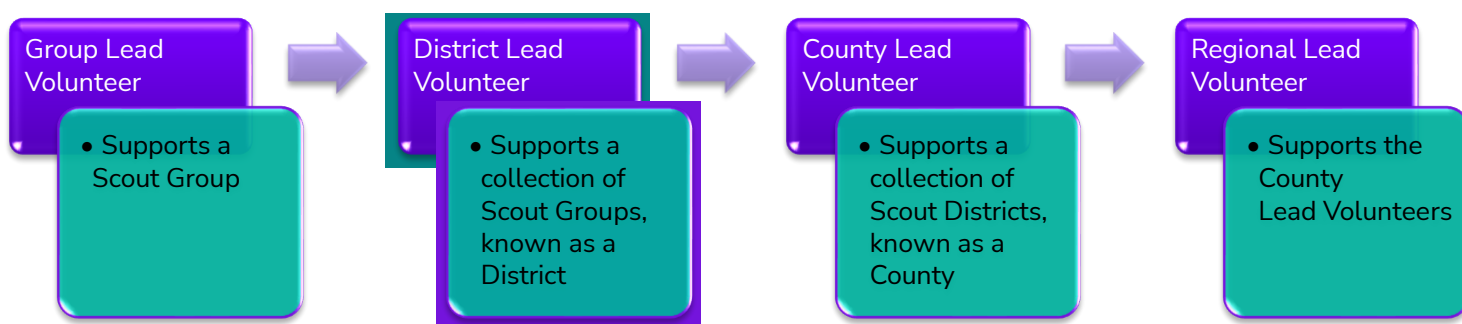 Group Lead
Volunteer
• Supports a
Scout Group
District Lead
Volunteer
• Supports a
collection of
Scout Groups,
known as a
District
County Lead
Volunteer
• Supports a
collection of
Scout Districts,
known as a
County
Regional Lead
Volunteer
• Supports the
County
Lead Volunteers